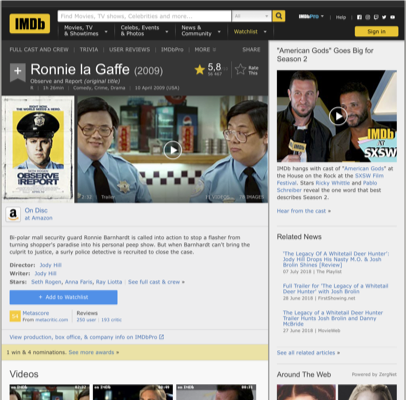 IMDb
Find Movies, TV shows, Celebrities and more...
All
IMDbPro
Help
Movies, TV & Showtimes
Celebs, Events & Photos
News & Community
Watchlist
Sign in
FULL CAST AND CREW | TRIVIA | USER REVIEWS | IMDbPro | MORE
SHARE
Ronnie la Gaffe (2009)
Observe and Report (original title)
R | 1h 26min | Comedy, Crime, Drama | 10 April 2009 (USA)
5,8
Rate This
OBSERVE AND REPORT
On Disc
at Amazon
Bi-polar mall security guard Ronnie Barnhardt is called into action to stop a flasher from
turning shopper's paradise into his personal peep show. But when Barnhardt can't bring the
culprit to justice, a surly police detective is recruited to close the case.
Director: Jody Hill
Writer: Jody Hill
Stars: Seth Rogen, Anna Faris, Ray Liotta | See full cast & crew »
+ Add to Watchlist
Metascore
From metacritic.com
Reviews
250 user | 193 critic
View production, box office, & company info on IMDbPro
1 win & 4 nominations. See more awards »
Videos
"American Gods" Goes Big for
Season 2
IMDb
AT
SXSW
IMDb hangs with cast of "American Gods" at
the House on the Rock at the SXSW Film
Festival. Stars Ricky Whittle and Pablo
Schreiber reveal the one word that best
describes Season 2.
Hear from the cast »
Related News
'The Legacy Of A Whitetail Deer Hunter':
Jody Hill Drops His Nasty M.O. & Josh
Brolin Shines [Review]
07 July 2018 | The Playlist
Full Trailer for 'The Legacy of a Whitetail
Deer Hunter' with Josh Brolin
28 June 2018 | FirstShowing.net
The Legacy of a Whitetail Deer Hunter
Trailer Hunts Josh Brolin and Danny
McBride
27 June 2018 | MovieWeb
See all related articles »
Around The Web
Powered by ZergNet